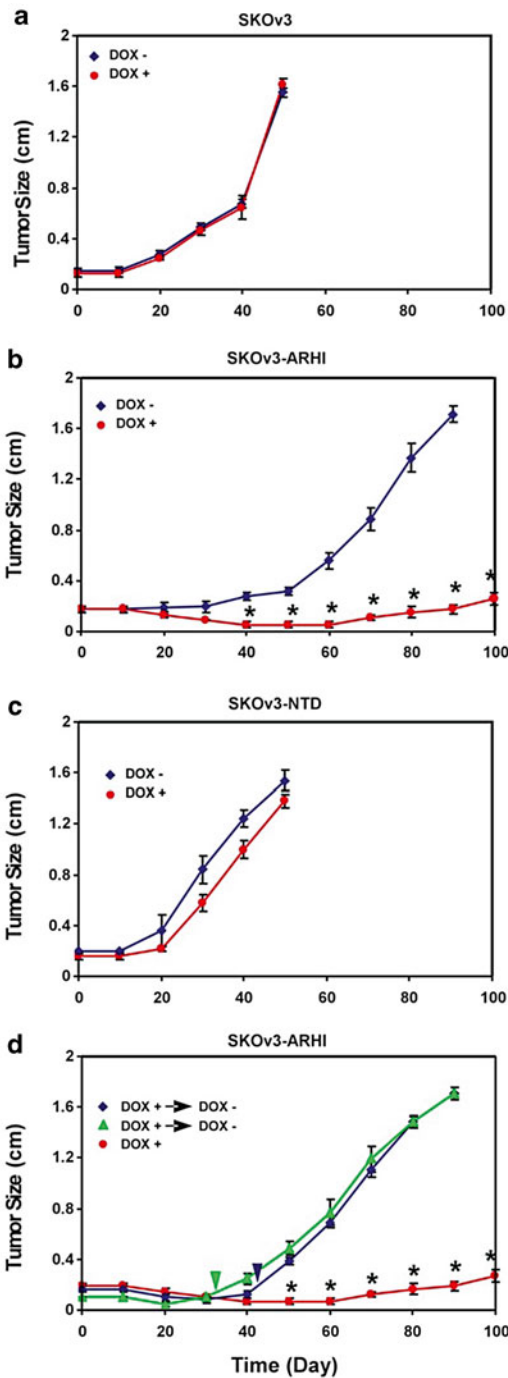 a
SKOv3
DOX -
DOX +
TumorSize (cm)
2
1.6
1.2
0.8
0.4
0
0 20 40 60 80 100
b
SKOv3-ARHI
DOX -
DOX +
Tumor Size (cm)
2
1.6
1.2
0.8
0.4
0
* * * * * * *
0 20 40 60 80 100
c
SKOv3-NTD
DOX -
DOX +
Tumor Size (cm)
2
1.6
1.2
0.8
0.4
0
0 20 40 60 80 100
d
SKOv3-ARHI
DOX + → DOX -
DOX + → DOX -
DOX +
Tumor Size (cm)
2
1.6
1.2
0.8
0.4
0
* * * * * *
0 20 40 60 80 100
Time (Day)